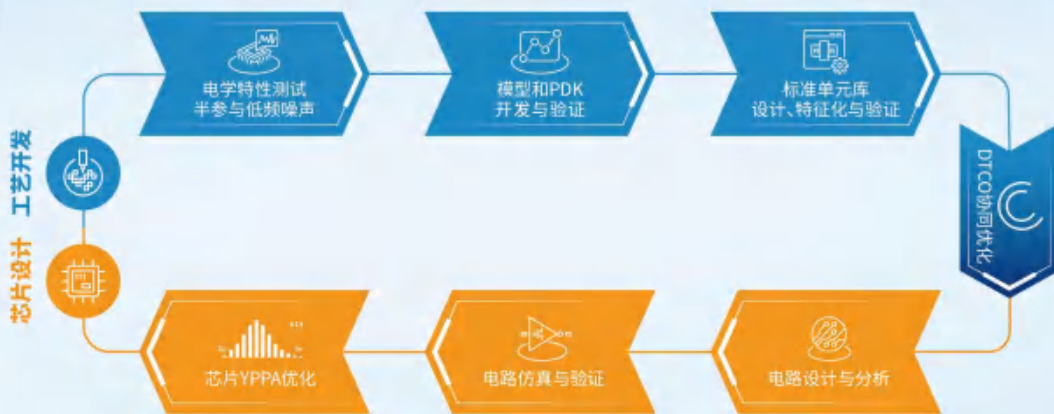 工艺开发
电学特性测试
半参与低频噪声
模型和PDK
开发与验证
标准单元库
设计、特征化与验证
DTCO协同优化
芯片设计
芯片YPPA优化
电路仿真与验证
电路设计与分析